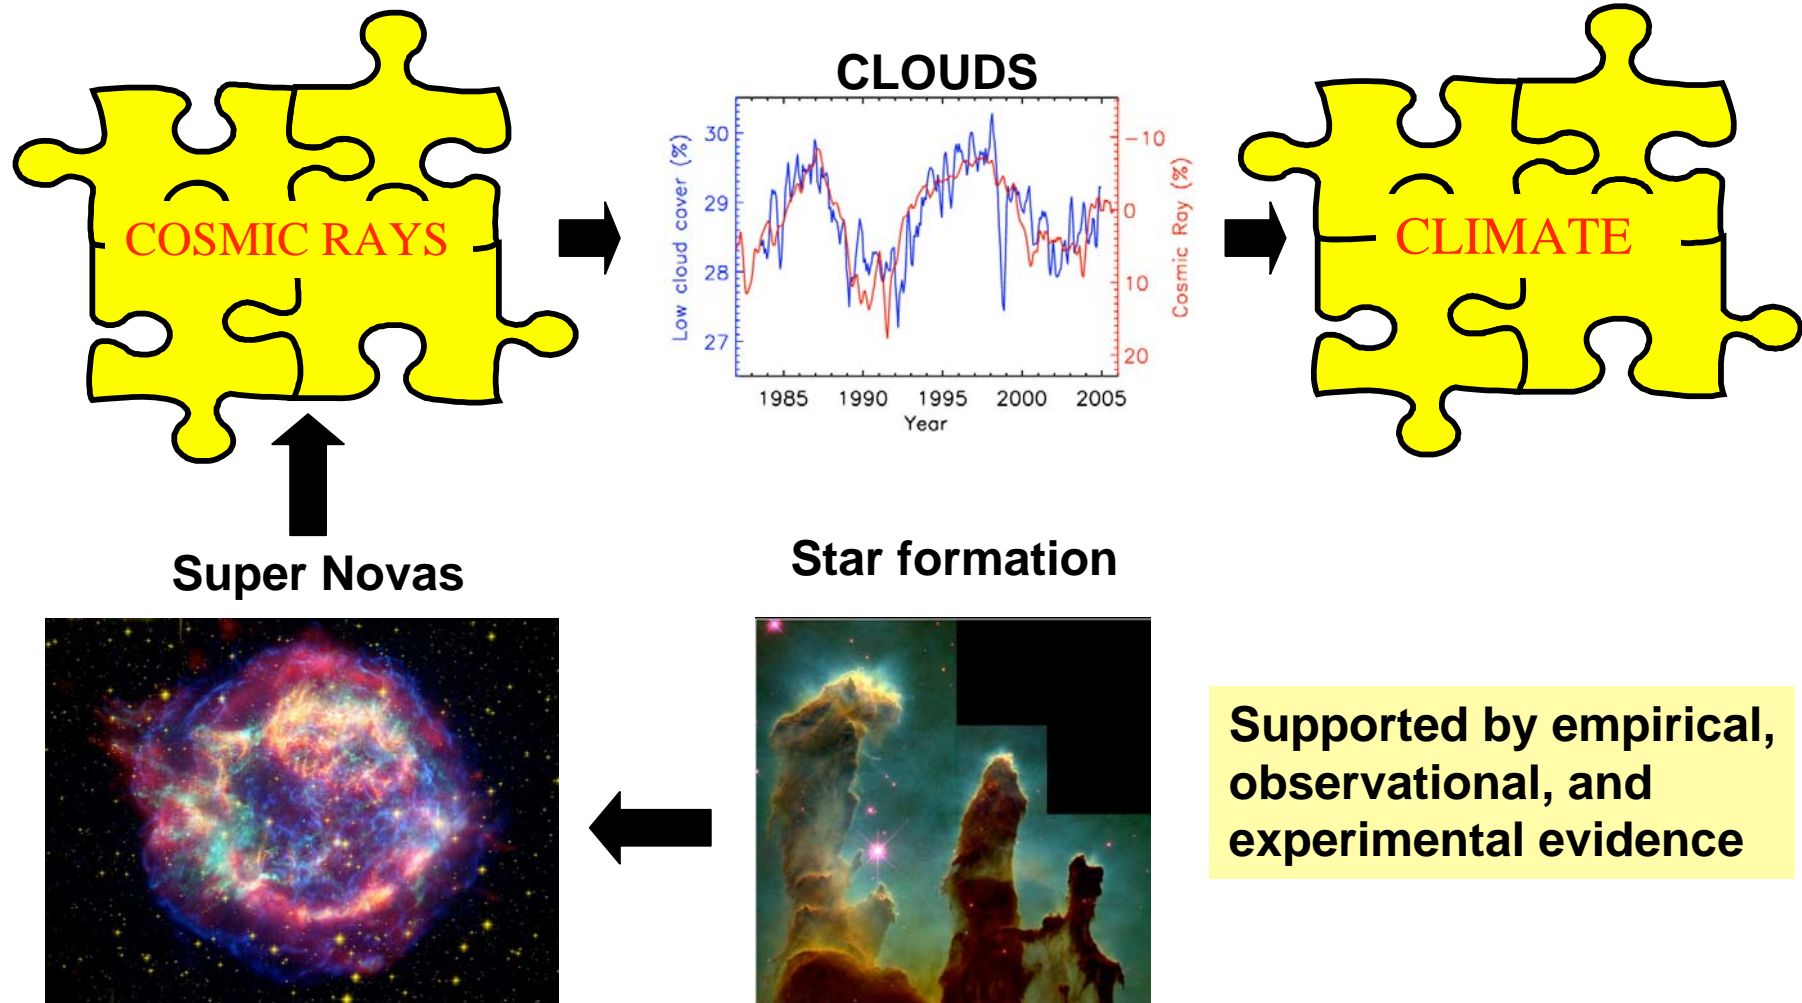 COSMIC RAYS
CLOUDS
Low cloud cover (%)
30
29
28
27
-10
0
10
20
Cosmic Ray (%)
1985 1990 1995 2000 2005
Year
CLIMATE
Super Novas
Star formation
Supported by empirical,
observational, and
experimental evidence